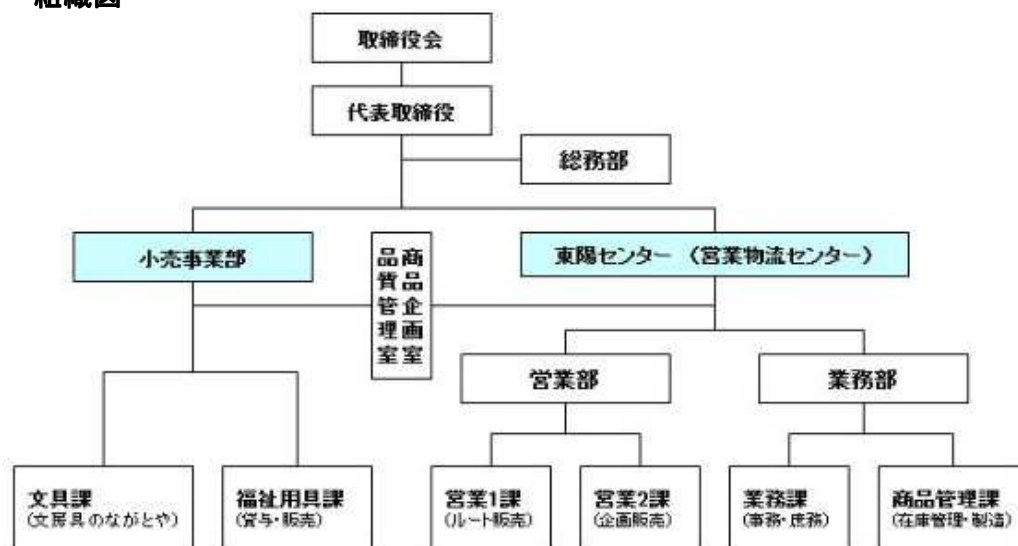 組織図
取締役会
代表取締役
総務部
小売事業部
商品企画室
品質管理室
東陽センター（営業物流センター）
営業部
業務部
文具課
(文房具のながとや)
福祉用具課
(貸与・販売)
営業1課
(ルート販売)
営業2課
(企画販売)
業務課
(事務・庶務)
商品管理課
(在庫管理・製造)